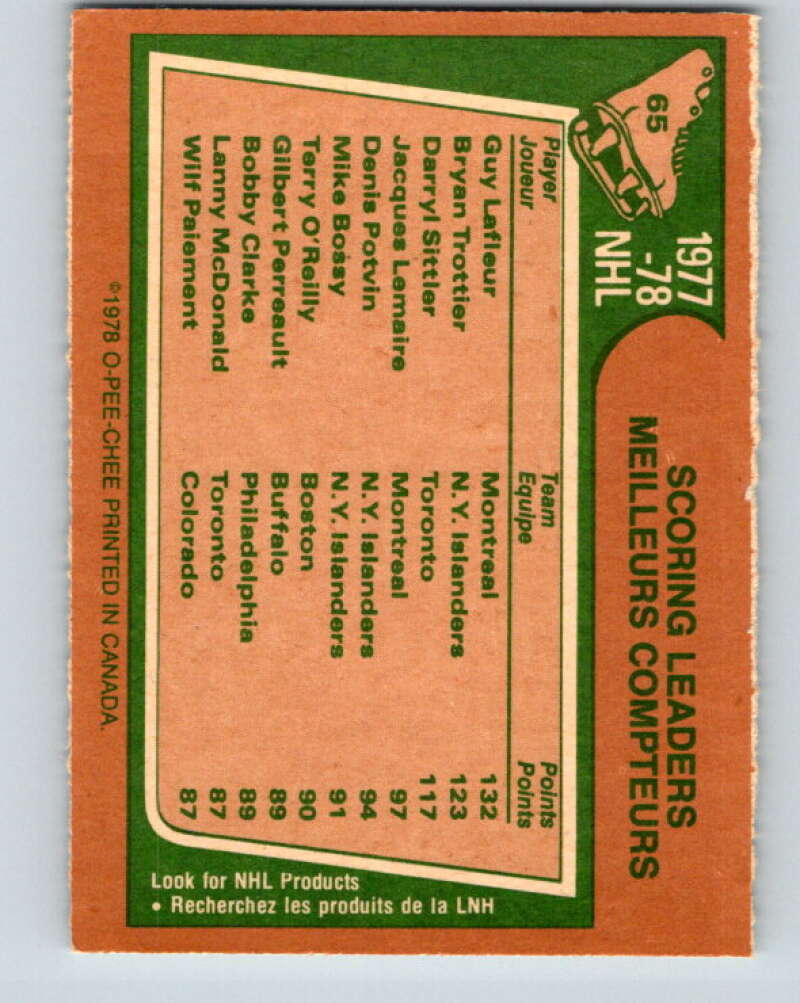 65
1977
-78
NHL
SCORING LEADERS
MEILLEURS COMPTEURS
Player Team Points
Joueur Equipe Points
Guy Lafleur Montreal 132
Bryan Trottier N.Y. Islanders 123
Darryl Sittler Toronto 117
Jacques Lemaire Montreal 97
Denis Potvin N.Y. Islanders 94
Mike Bossy N.Y. Islanders 91
Terry O'Reilly Boston 90
Gilbert Perreault Buffalo 89
Bobby Clarke Philadelphia 89
Lanny McDonald Toronto 87
Wilf Paiement Colorado 87
©1978 O-PEE-CHEE PRINTED IN CANADA.
Look for NHL Products
• Recherchez les produits de la LNH